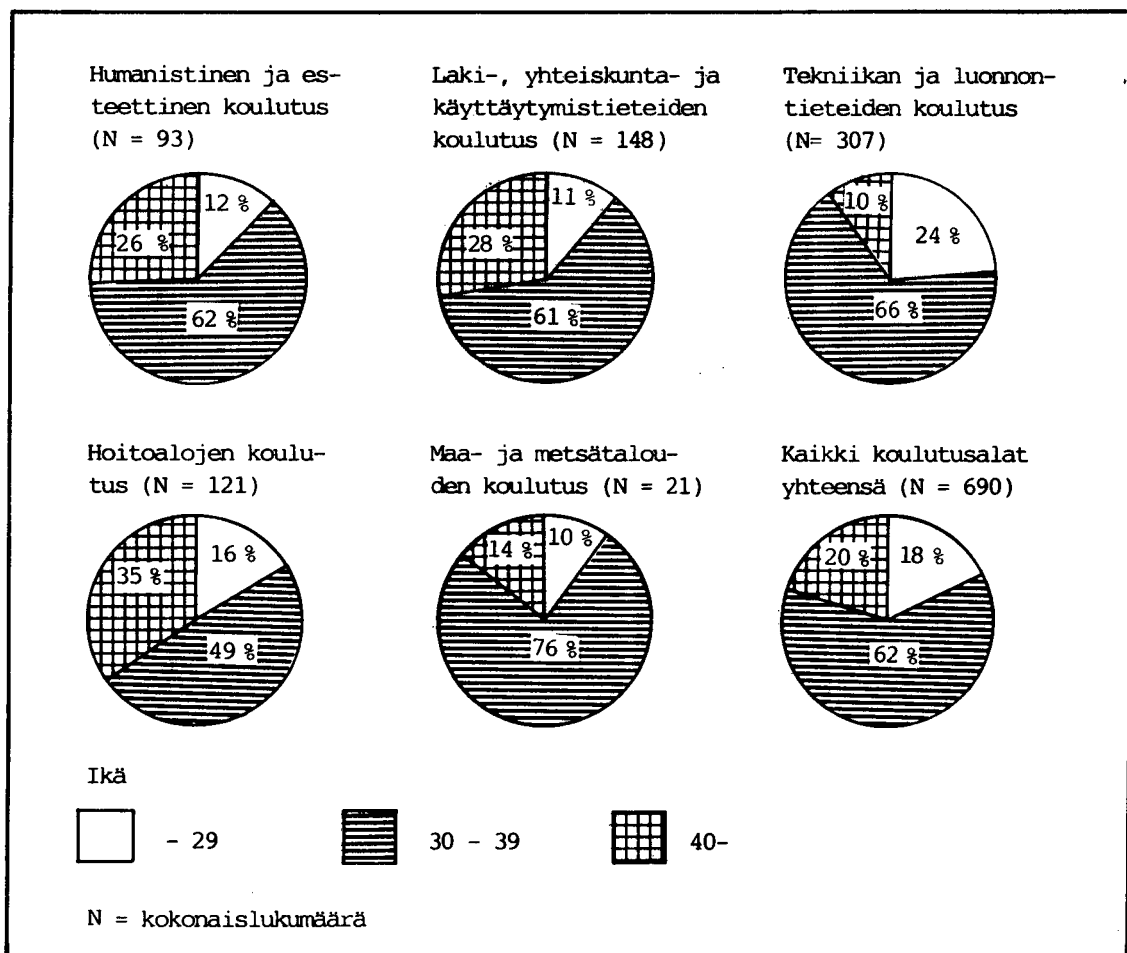 Humanistinen ja es-
teettinen koulutus
(N = 93)
12 %
26 %
62 %
Laki-, yhteiskunta- ja
käyttäytymistieteiden
koulutus (N = 148)
11 %
28 %
61 %
Tekniikan ja luonnon-
tieteiden koulutus
(N= 307)
10 %
24 %
66 %
Hoitoalojen koulu-
tus (N = 121)
16 %
35 %
49 %
Maa- ja metsätalou-
den koulutus (N = 21)
10 %
14 %
76 %
Kaikki koulutusalat
yhteensä (N = 690)
20 %
18 %
62 %
Ikä
- 29
30 - 39
40-
N = kokonaislukumäärä